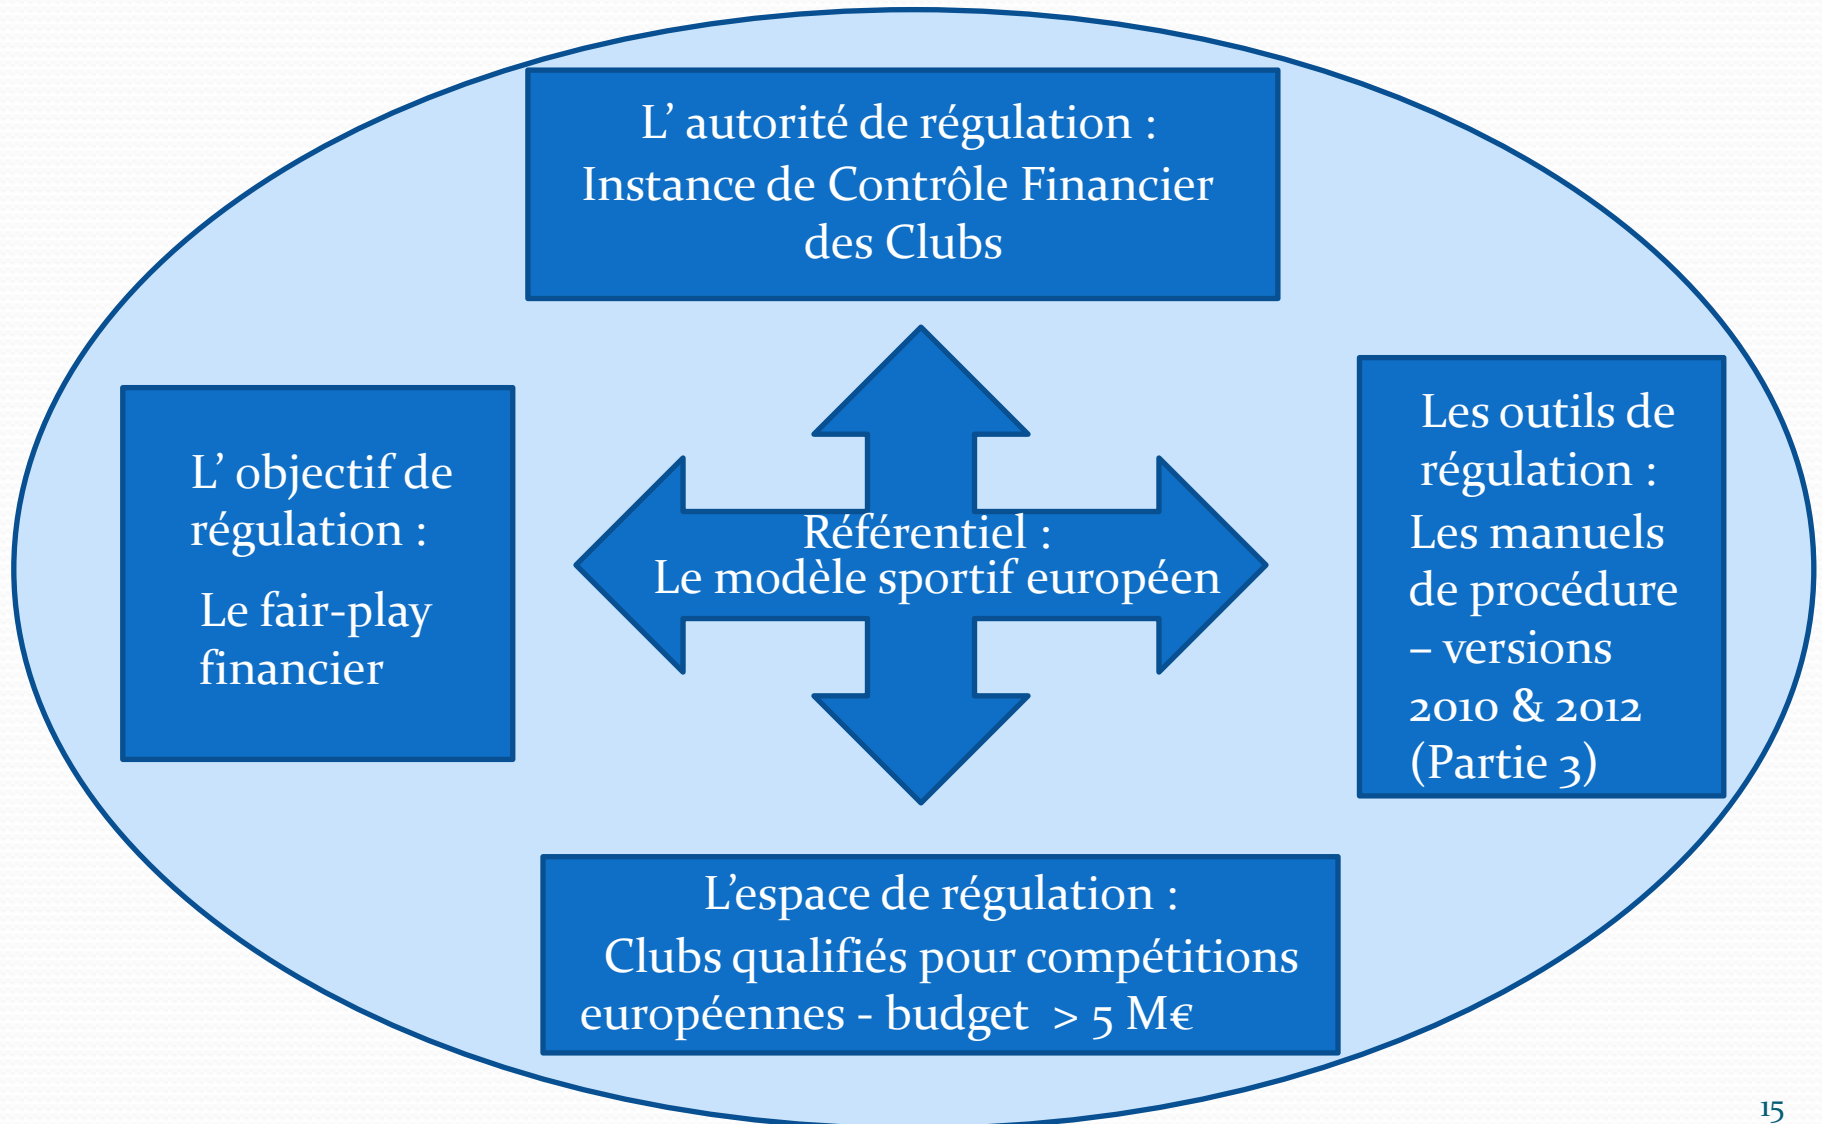 L' autorité de régulation :
Instance de Contrôle Financier
des Clubs
L' objectif de
régulation :
Le fair-play
financier
Référentiel :
Le modèle sportif européen
Les outils de
régulation :
Les manuels
de procédure
– versions
2010 & 2012
(Partie 3)
L'espace de régulation :
Clubs qualifiés pour compétitions
européennes - budget > 5 M€
15